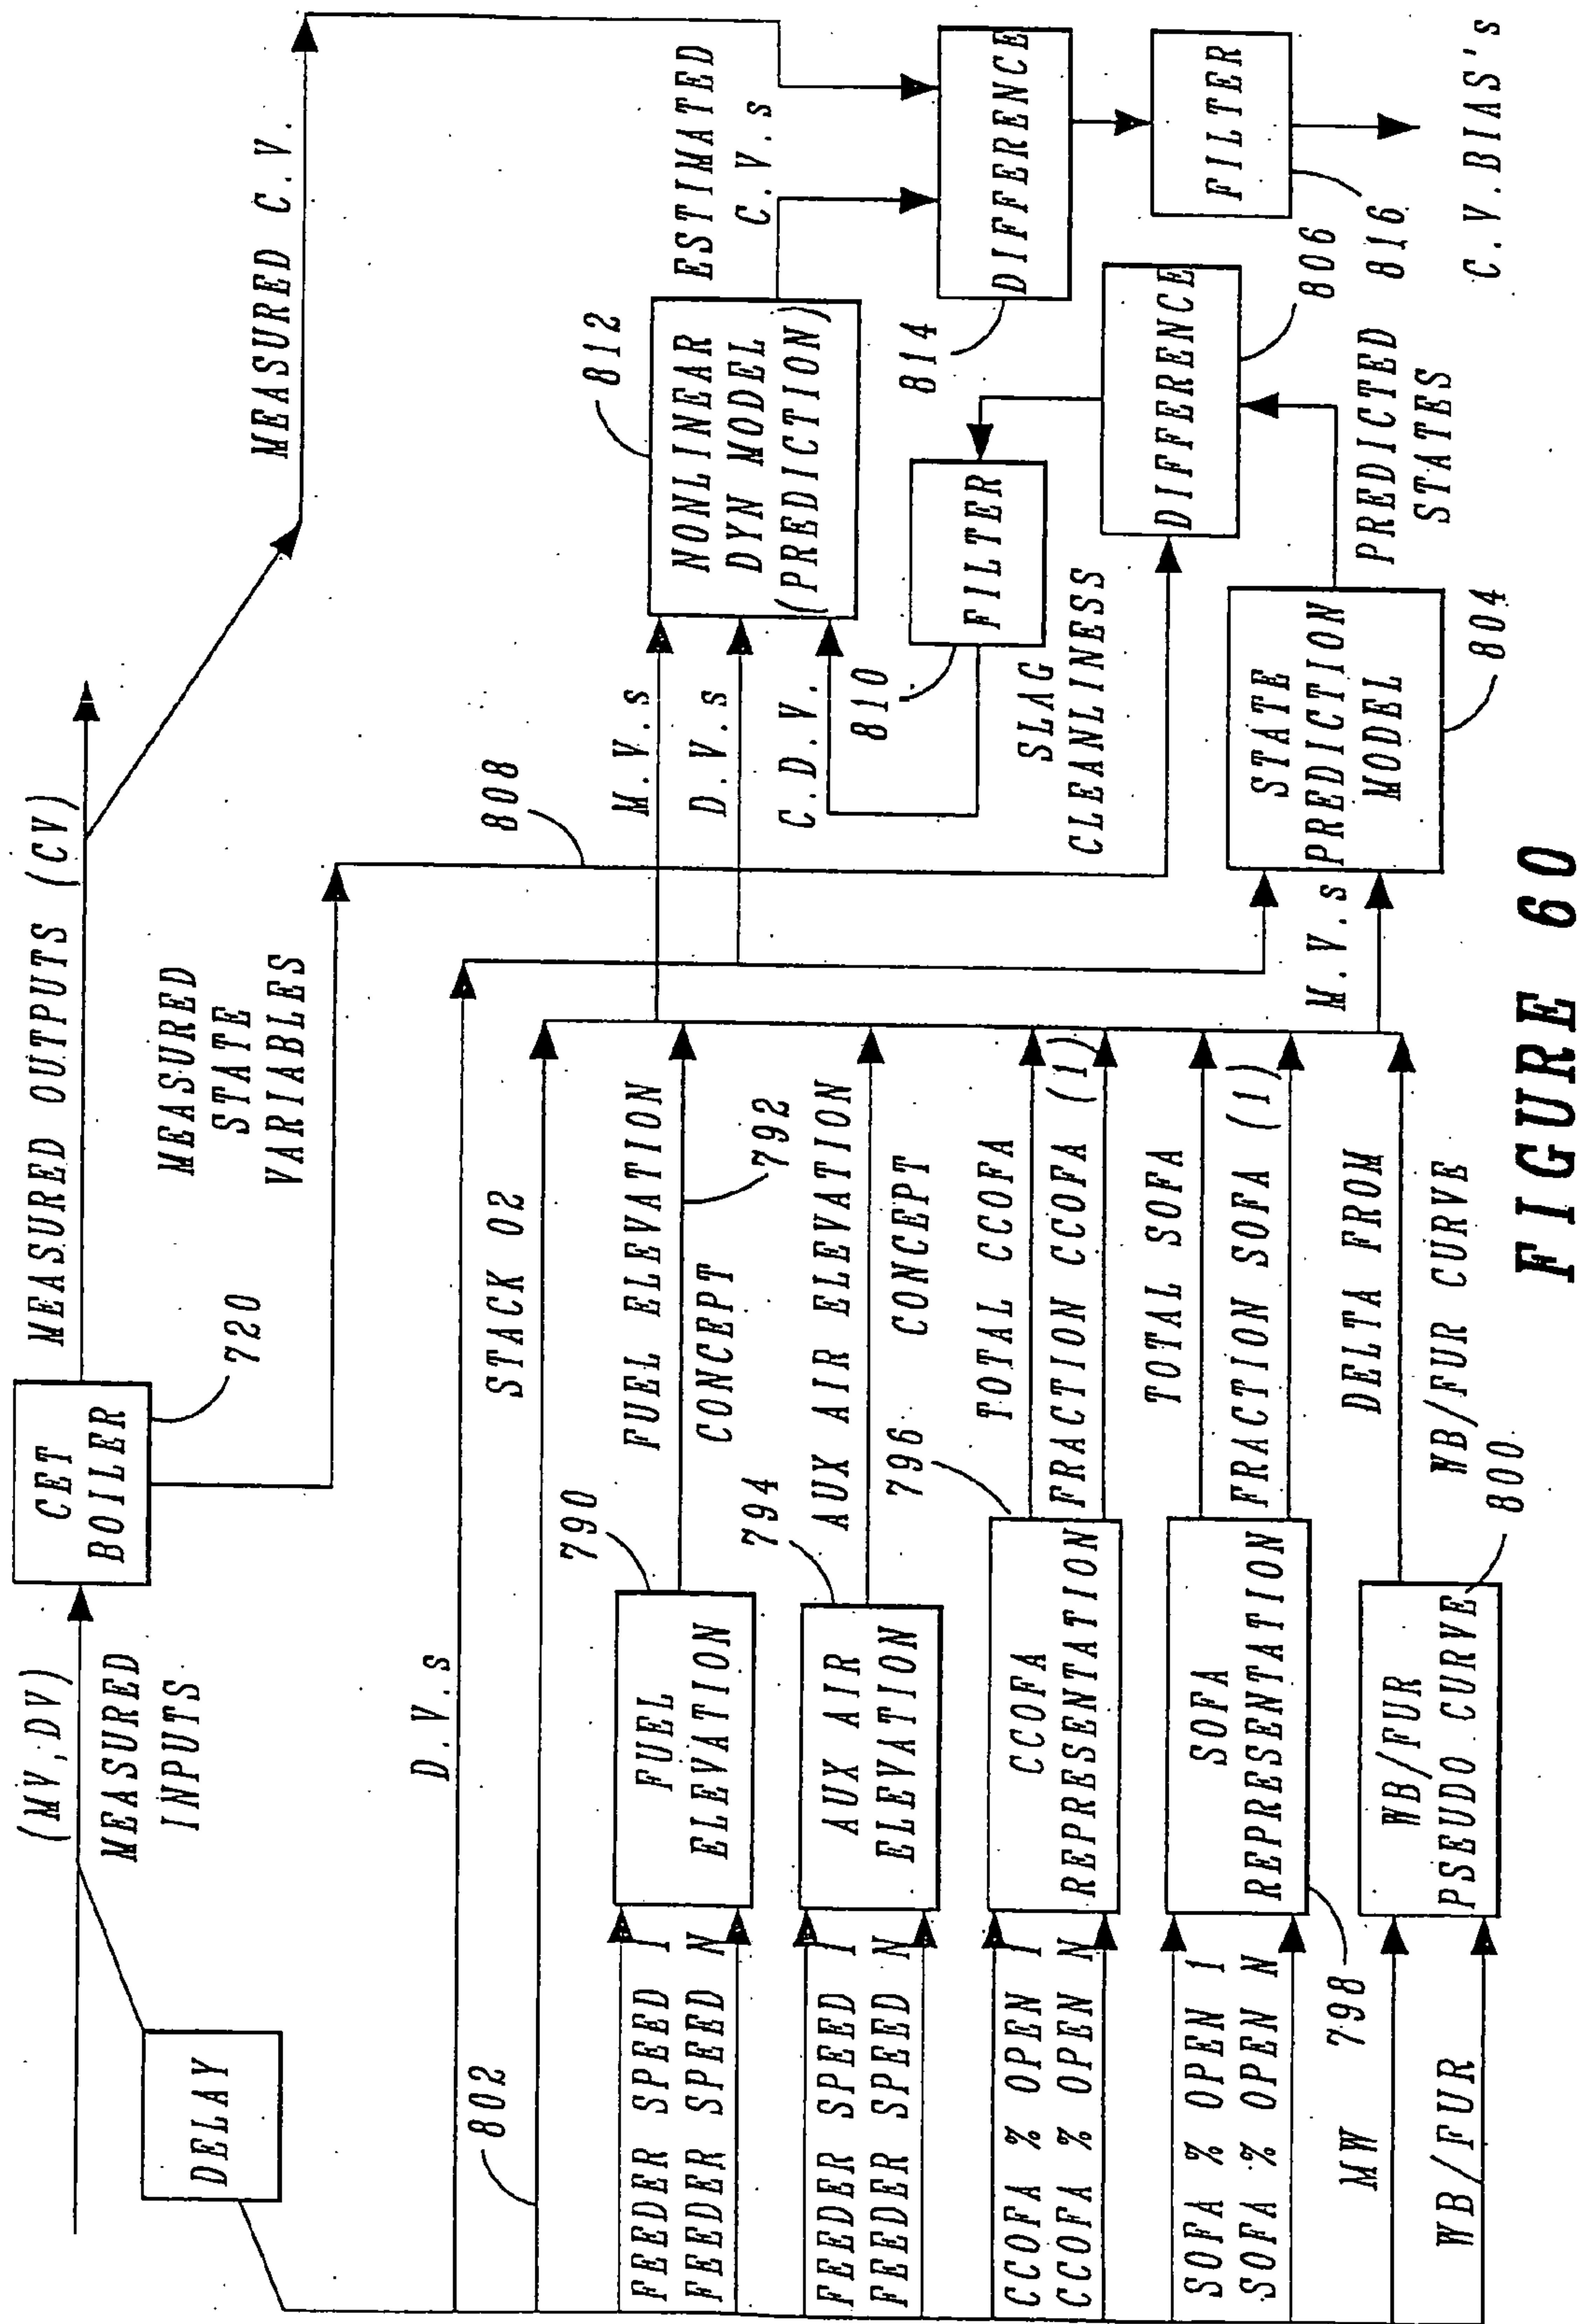 (MV,DV)
MEASURED
INPUTS
DELAY
CET
BOILER
720
MEASURED OUTPUTS (CV)
MEASURED C.V.
MEASURED
STATE
VARIABLES
D.V.s
802
STACK O2
808
FEEDER SPEED 1
FEEDER SPEED N
FUEL
ELEVATION
790
FUEL ELEVATION
CONCEPT
792
FEEDER SPEED 1
FEEDER SPEED N
AUX AIR
ELEVATION
794
AUX AIR ELEVATION
CONCEPT
CCOFA % OPEN 1
CCOFA % OPEN N
CCOFA
REPRESENTATION
796
TOTAL CCOFA
FRACTION CCOFA (1)
SOFA % OPEN 1
SOFA % OPEN N
SOFA
REPRESENTATION
798
TOTAL SOFA
FRACTION SOFA (1)
MW
WB/FUR
WB/FUR
PSEUDO CURVE
800
DELTA FROM
WB/FUR CURVE
M.V.s
D.V.s
C.D.V.
NONLINEAR
DYN MODEL
(PREDICTION)
812
ESTIMATED
C.V.s
DIFFERENCE
814
FILTER
816
C.V.BIAS's
FILTER
810
SLAG
CLEANLINESS
DIFFERENCE
806
M.V.s
STATE
PREDICTION
MODEL
804
PREDICTED
STATES
FIGURE 60